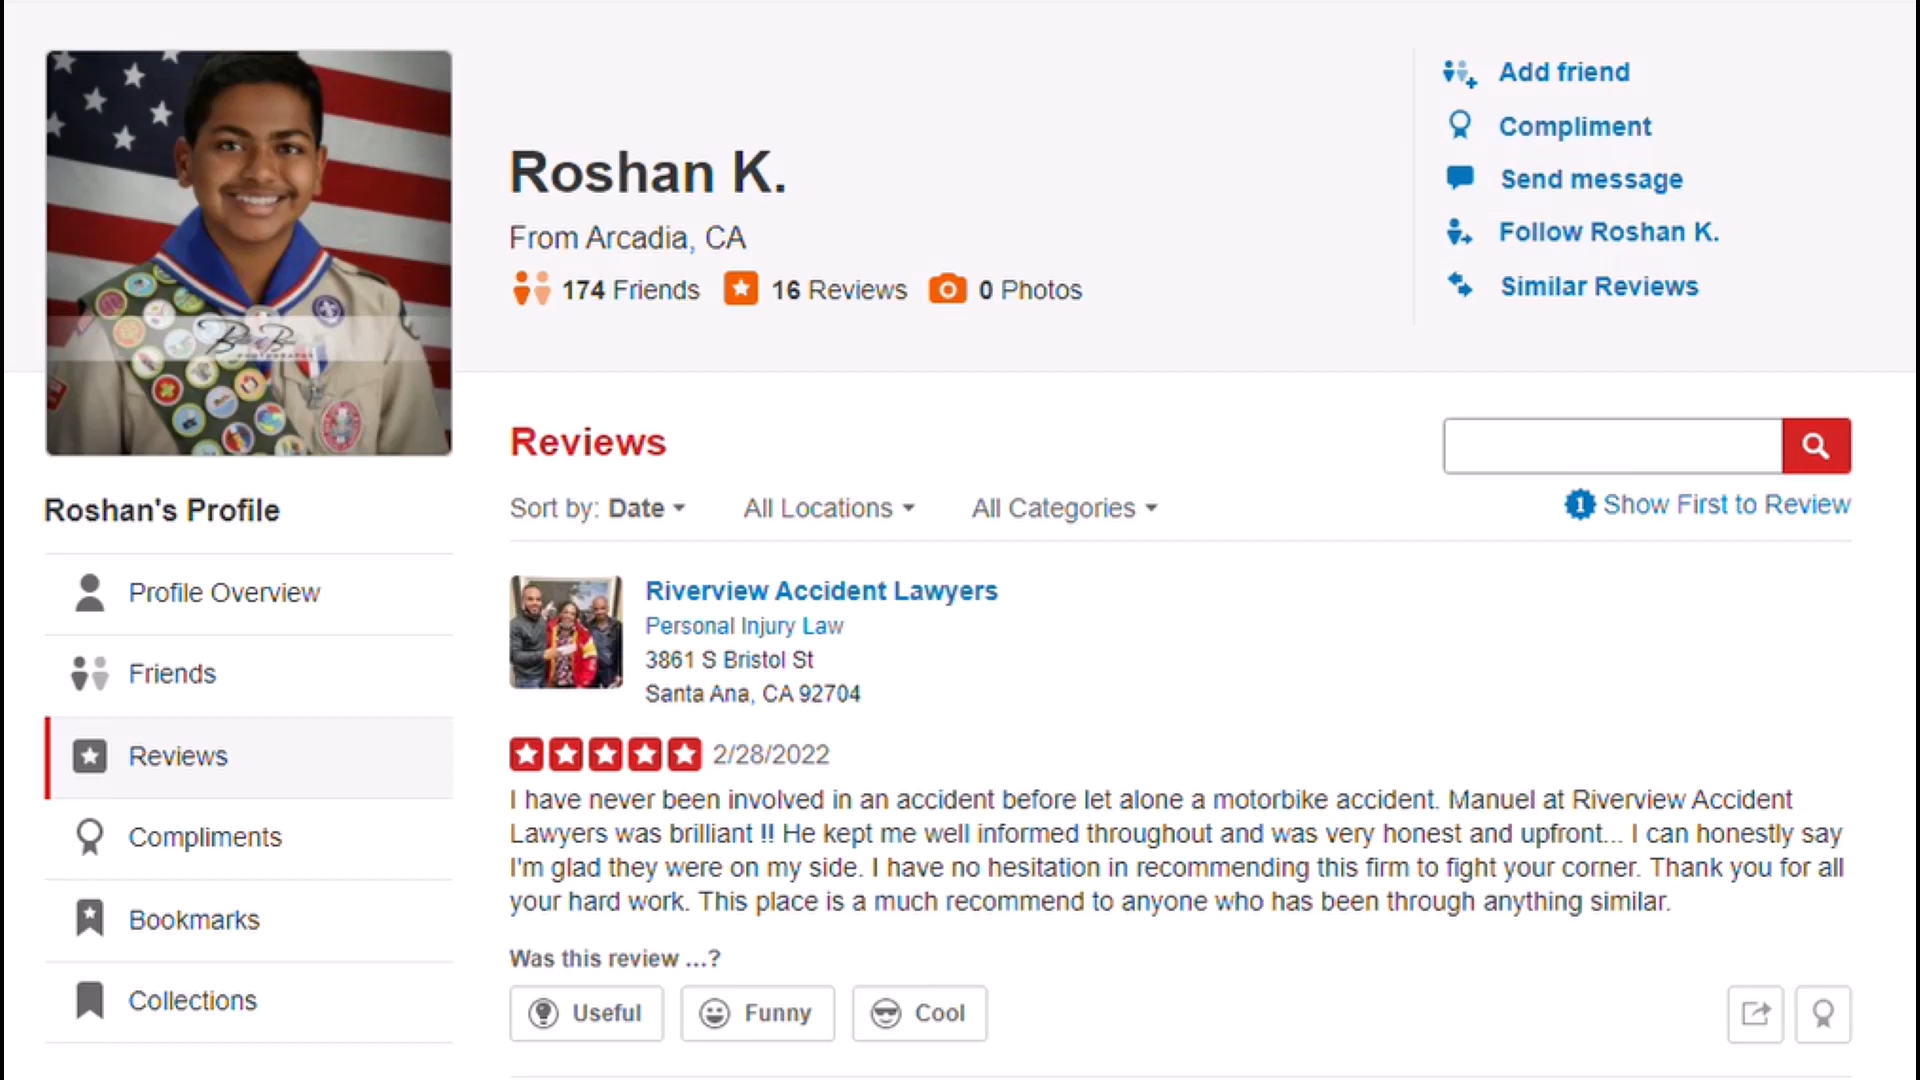 Roshan K.
From Arcadia, CA
174 Friends 16 Reviews 0 Photos
Add friend
Compliment
Send message
Follow Roshan K.
Similar Reviews
Roshan's Profile
Profile Overview
Friends
Reviews
Compliments
Bookmarks
Collections
Reviews
Sort by: Date All Locations All Categories
1 Show First to Review
Riverview Accident Lawyers
Personal Injury Law
3861 S Bristol St
Santa Ana, CA 92704
2/28/2022
I have never been involved in an accident before let alone a motorbike accident. Manuel at Riverview Accident
Lawyers was brilliant !! He kept me well informed throughout and was very honest and upfront... I can honestly say
I'm glad they were on my side. I have no hesitation in recommending this firm to fight your corner. Thank you for all
your hard work. This place is a much recommend to anyone who has been through anything similar.
Was this review ...?
Useful Funny Cool